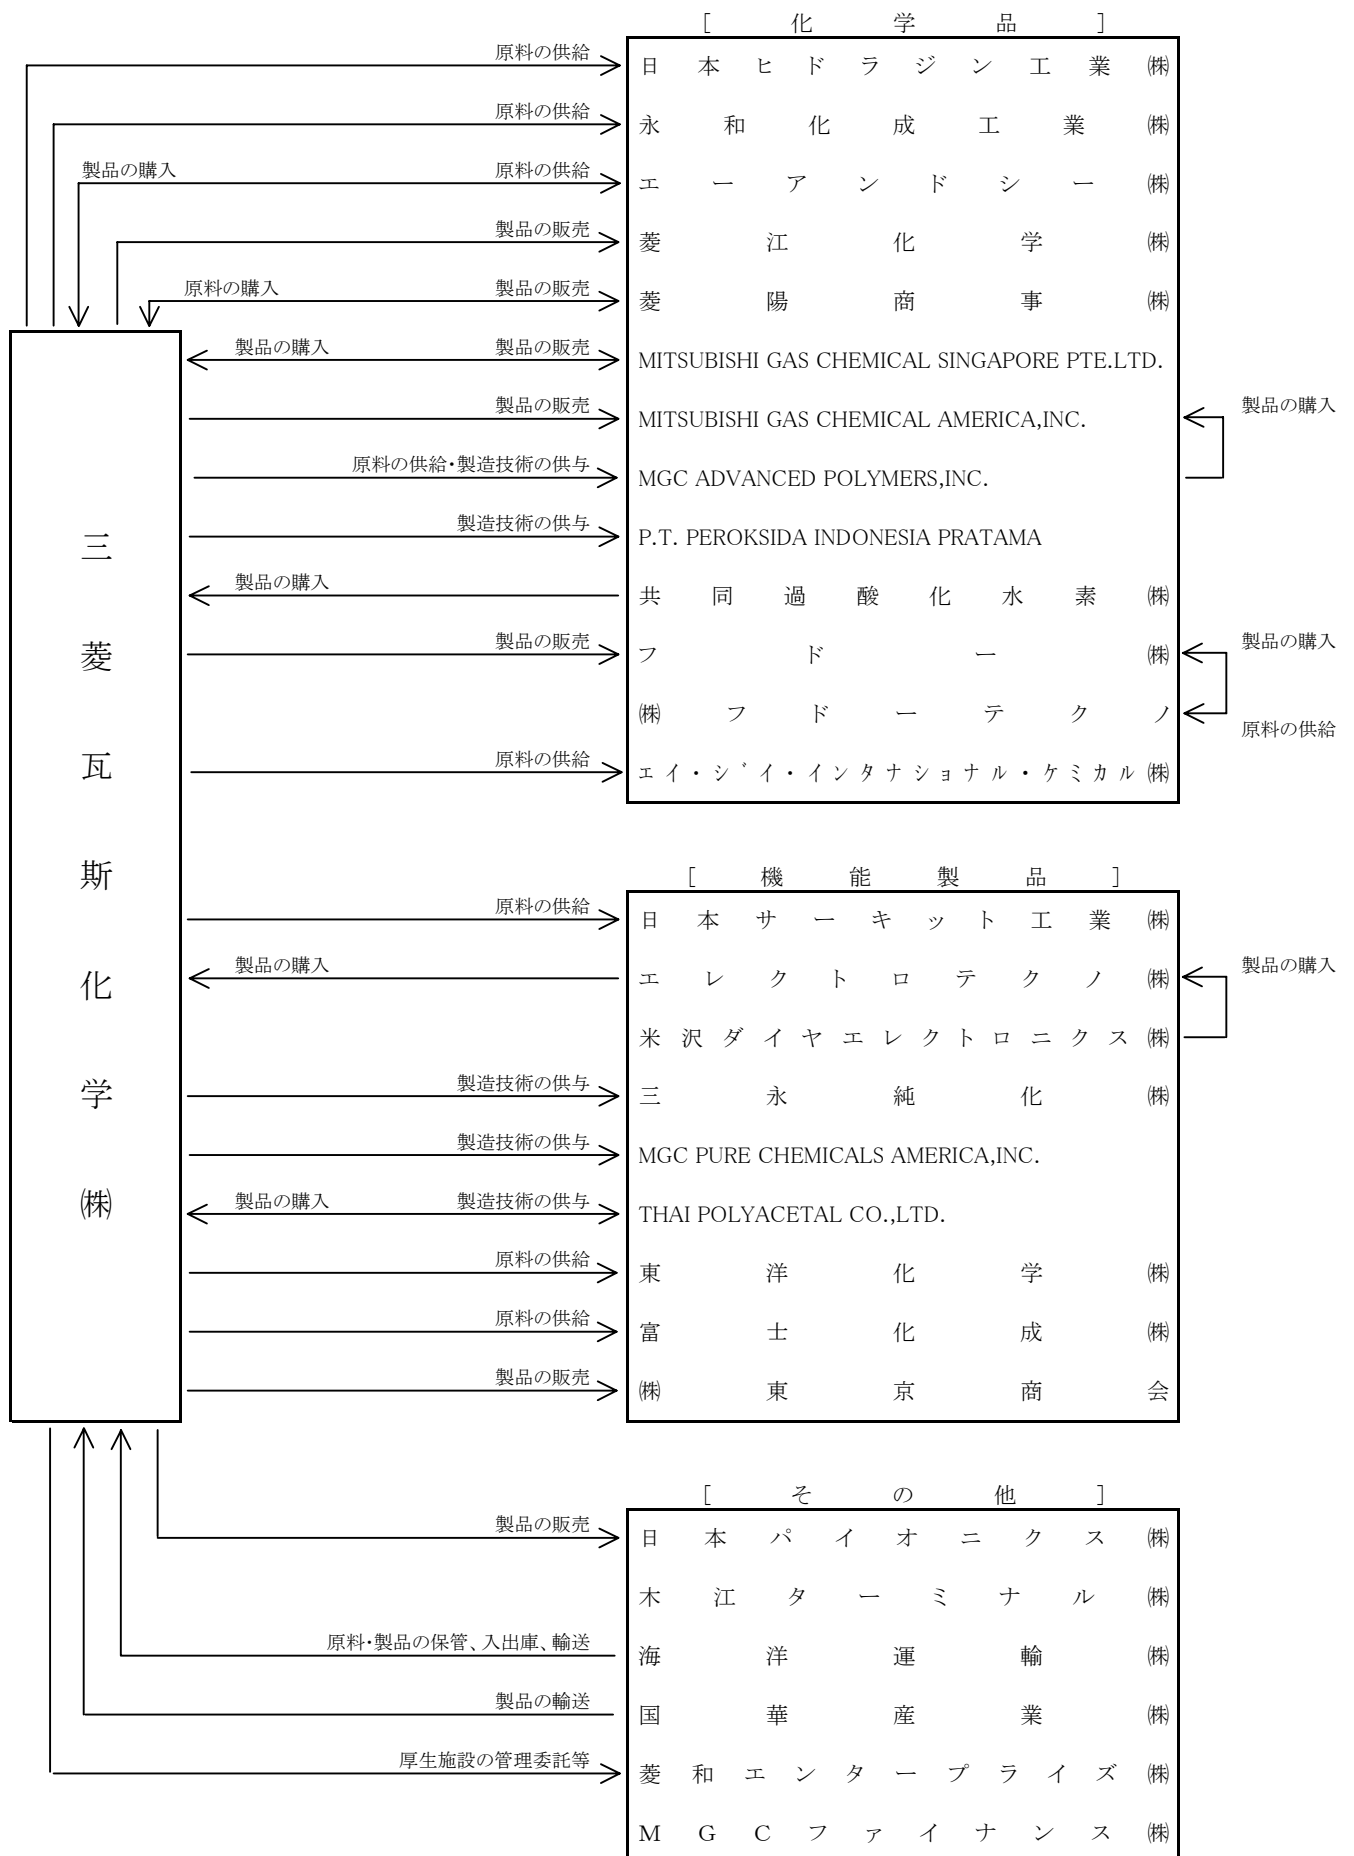 [化学品]
原料の供給 日本ヒドラジン工業㈱
原料の供給 永和化成工業㈱
製品の購入 原料の供給 エーアンドシー㈱
製品の販売 菱江化学㈱
原料の購入 製品の販売 菱陽商事㈱
製品の購入 製品の販売 MITSUBISHI GAS CHEMICAL SINGAPORE PTE.LTD.
製品の販売 MITSUBISHI GAS CHEMICAL AMERICA,INC. 製品の購入
原料の供給・製造技術の供与 MGC ADVANCED POLYMERS,INC.
製造技術の供与 P.T. PEROKSIDA INDONESIA PRATAMA
製品の購入 共同過酸化水素㈱
製品の販売 フドー㈱ 製品の購入
㈱フドーテクノ
原料の供給
原料の供給 エイ・シ゛イ・インタナショナル・ケミカル㈱
三菱瓦斯化学㈱
[機能製品]
原料の供給 日本サーキット工業㈱
製品の購入 エレクトロテクノ㈱ 製品の購入
米沢ダイヤエレクトロニクス㈱
製造技術の供与 三永純化㈱
製造技術の供与 MGC PURE CHEMICALS AMERICA,INC.
製品の購入 製造技術の供与 THAI POLYACETAL CO.,LTD.
原料の供給 東洋化学㈱
原料の供給 富士化成㈱
製品の販売 ㈱東京商会
[その他]
製品の販売 日本パイオニクス㈱
木江ターミナル㈱
原料・製品の保管、入出庫、輸送 海洋運輸㈱
製品の輸送 国華産業㈱
厚生施設の管理委託等 菱和エンタープライズ㈱
MGCファイナンス㈱